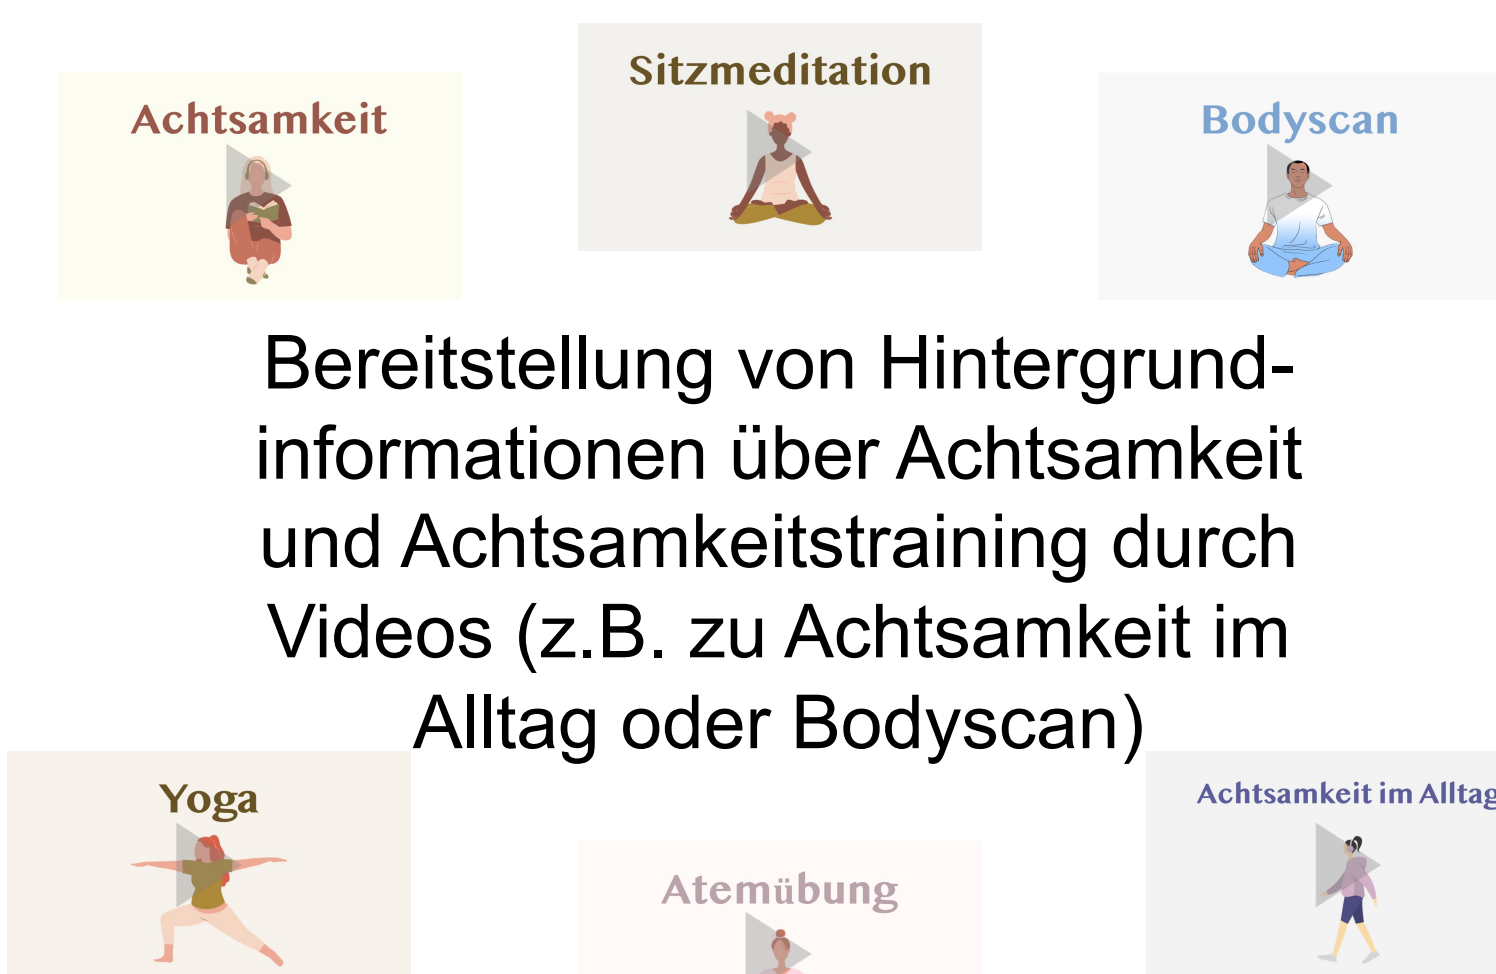 Sitzmeditation
Achtsamkeit
Bodyscan
Bereitstellung von Hintergrund-
informationen über Achtsamkeit
und Achtsamkeitstraining durch
Videos (z.B. zu Achtsamkeit im
Alltag oder Bodyscan)
Yoga
Achtsamkeit im Alltag
Atemübung